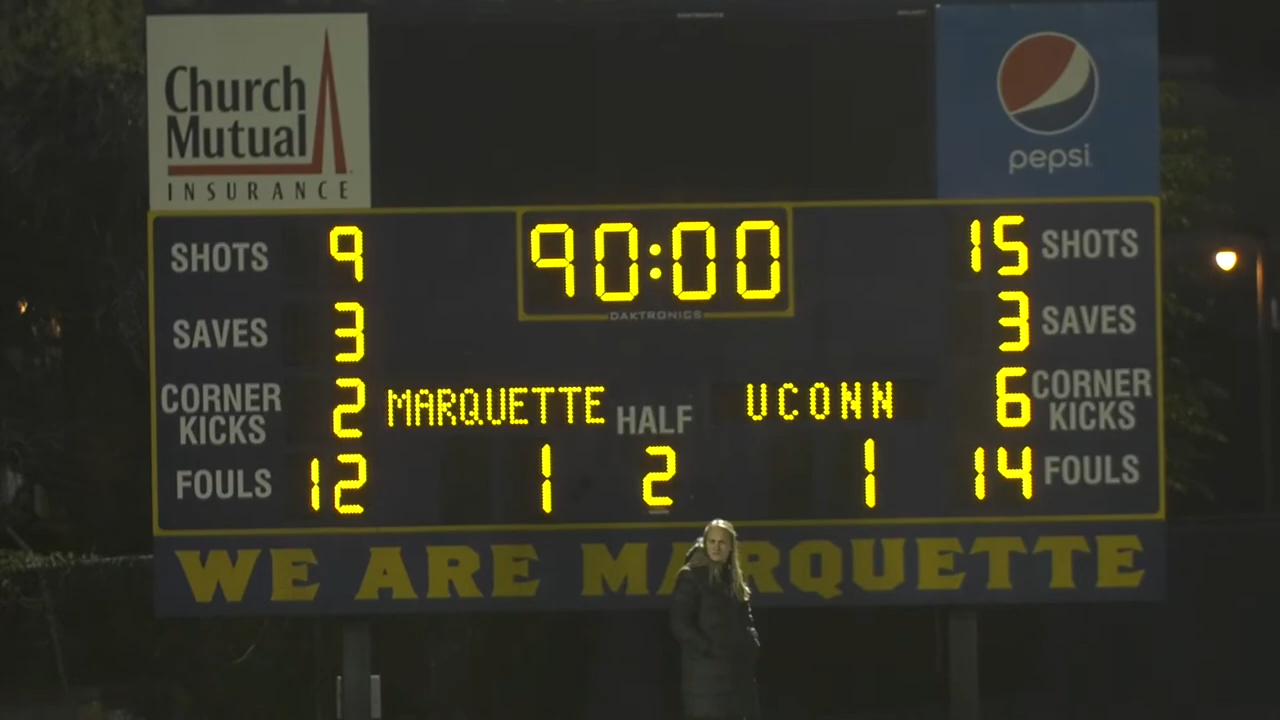 DAKTRONICS
Church
Mutual
INSURANCE
pepsi
SHOTS 9 90:00 15 SHOTS
DAKTRONICS
SAVES 3 3 SAVES
CORNER KICKS 2 MARQUETTE HALF UCONN 6 CORNER KICKS
FOULS 12 1 2 1 14 FOULS
WE ARE MARQUETTE